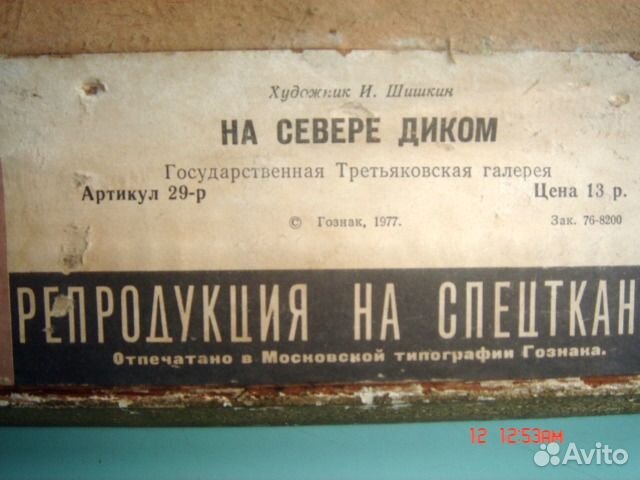 Художник И. Шишкин
НА СЕВЕРЕ ДИКОМ
Государственная Третьяковская галерея
Артикул 29-р Цена 13 р.
© Гознак, 1977. Зак. 76-8200
РЕПРОДУКЦИЯ НА СПЕЦТКАН
Отпечатано в Московской типографии Гознака.
12 12:53AM
Avito